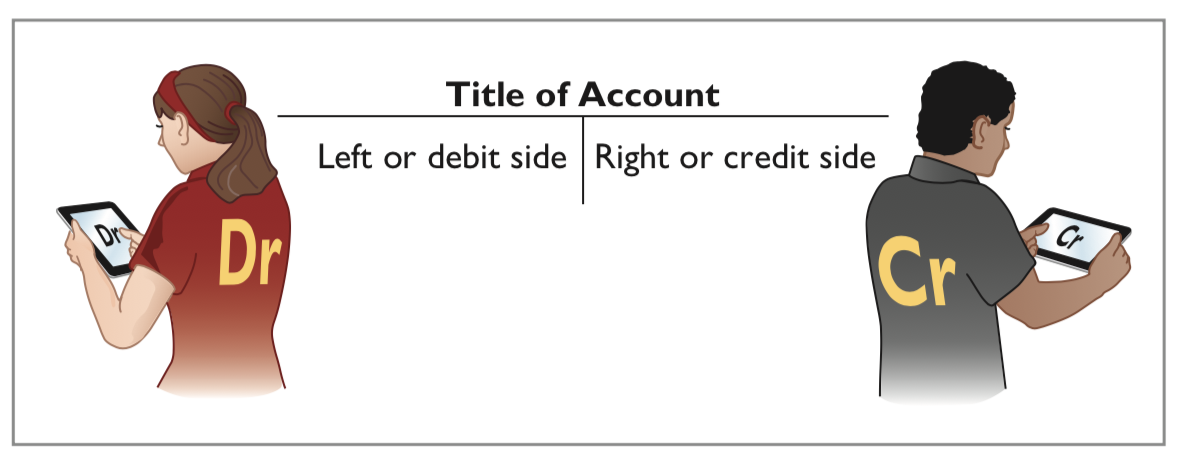 Title of Account
Left or debit side Right or credit side
Dr
Dr
Cr
Cr